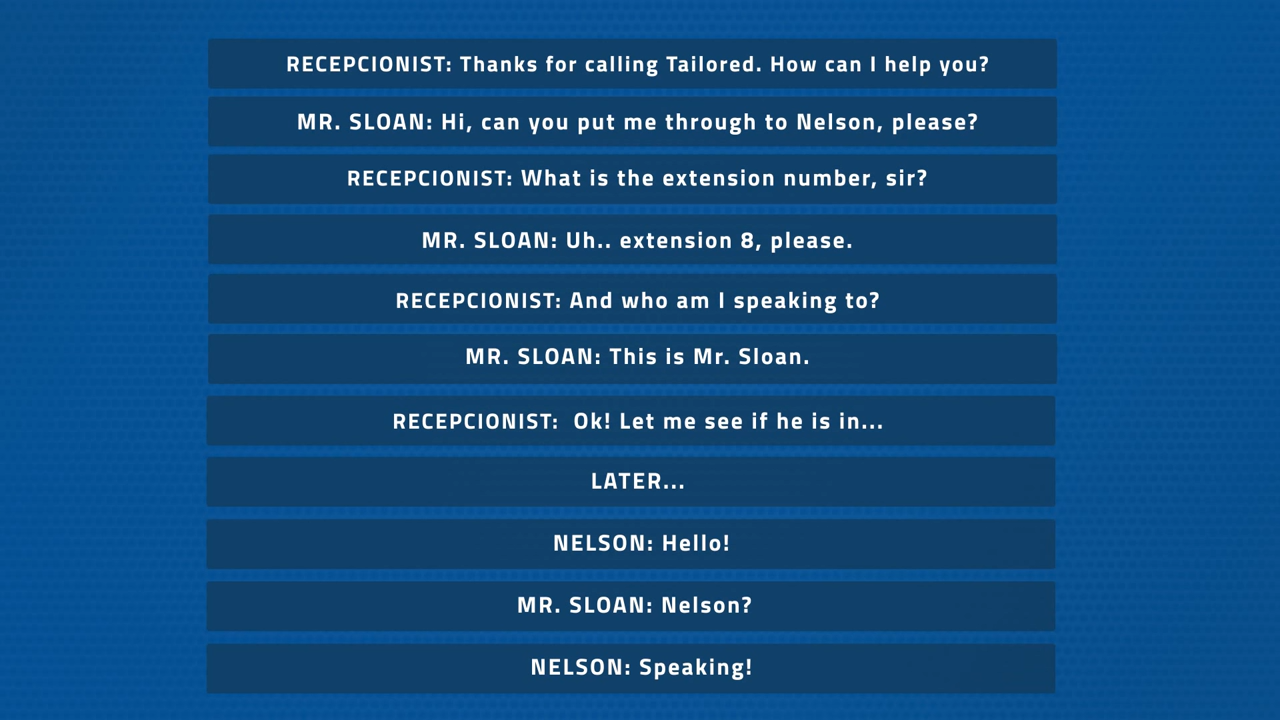 RECEPCIONIST: Thanks for calling Tailored. How can I help you?
MR. SLOAN: Hi, can you put me through to Nelson, please?
RECEPCIONIST: What is the extension number, sir?
MR. SLOAN: Uh.. extension 8, please.
RECEPCIONIST: And who am I speaking to?
MR. SLOAN: This is Mr. Sloan.
RECEPCIONIST:  Ok! Let me see if he is in...
LATER...
NELSON: Hello!
MR. SLOAN: Nelson?
NELSON: Speaking!